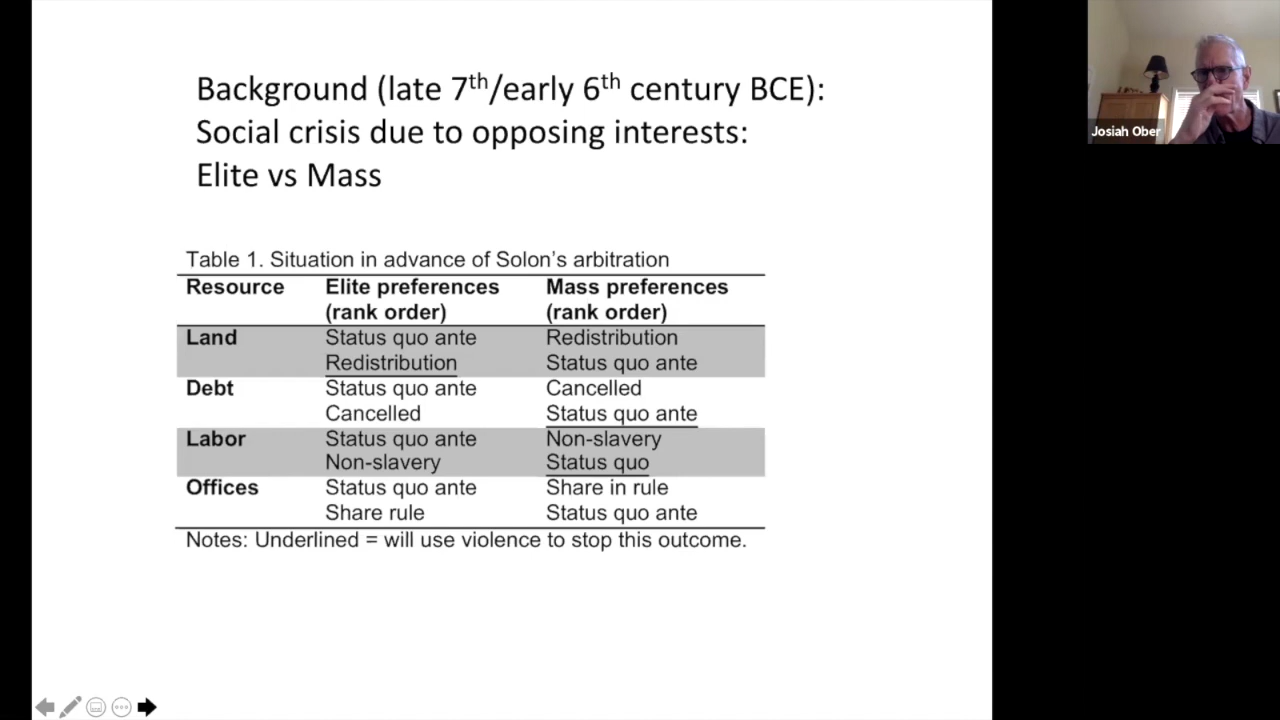 Background (late 7th/early 6th century BCE):
Social crisis due to opposing interests:
Elite vs Mass
Josiah Ober
Table 1. Situation in advance of Solon's arbitration
Resource Elite preferences (rank order) Mass preferences (rank order)
Land Status quo ante Redistribution
Redistribution Status quo ante
Debt Status quo ante Cancelled
Cancelled Status quo ante
Labor Status quo ante Non-slavery
Non-slavery Status quo
Offices Status quo ante Share in rule
Share rule Status quo ante
Notes: Underlined = will use violence to stop this outcome.